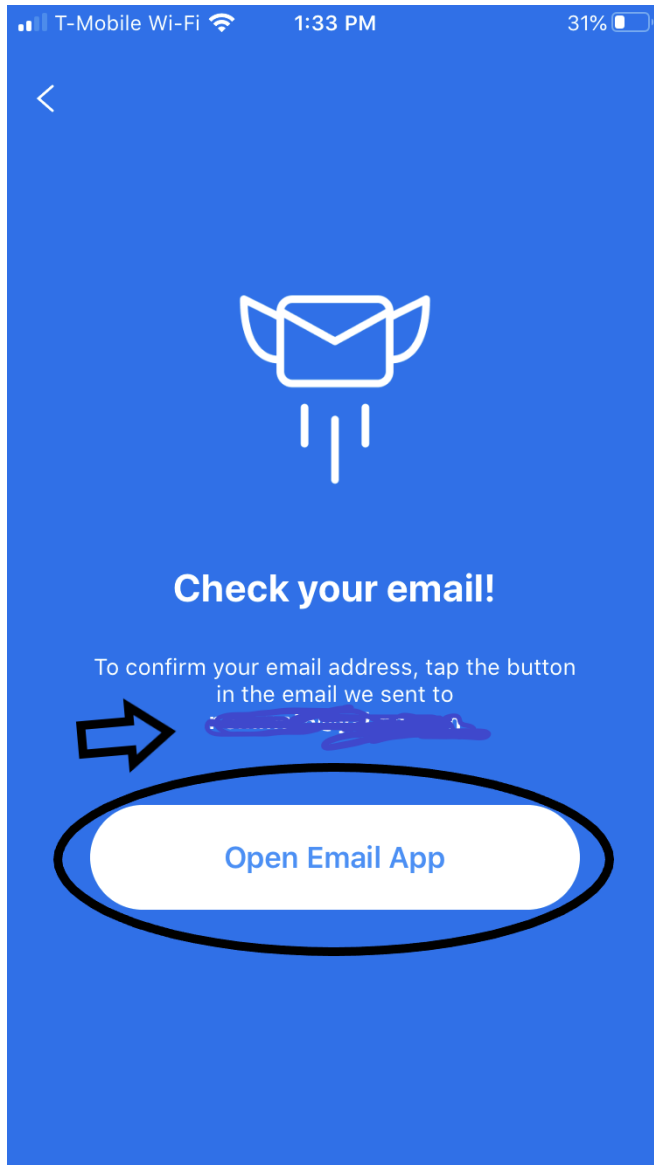 T-Mobile Wi-Fi 1:33 PM 31%
Check your email!
To confirm your email address, tap the button
in the email we sent to
Open Email App